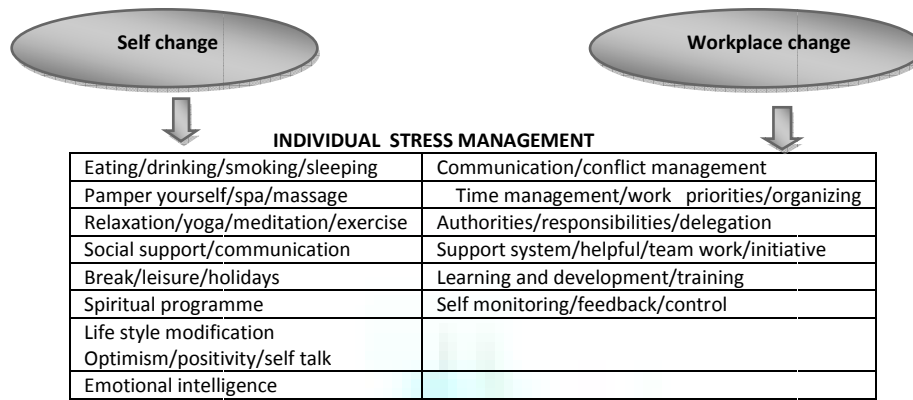 Self change
Workplace change
INDIVIDUAL STRESS MANAGEMENT
Eating/drinking/smoking/sleeping
Communication/conflict management
Pamper yourself/spa/massage
Time management/work priorities/organizing
Relaxation/yoga/meditation/exercise
Authorities/responsibilities/delegation
Social support/communication
Support system/helpful/team work/initiative
Break/leisure/holidays
Learning and development/training
Spiritual programme
Self monitoring/feedback/control
Life style modification
Optimism/positivity/self talk
Emotional intelligence